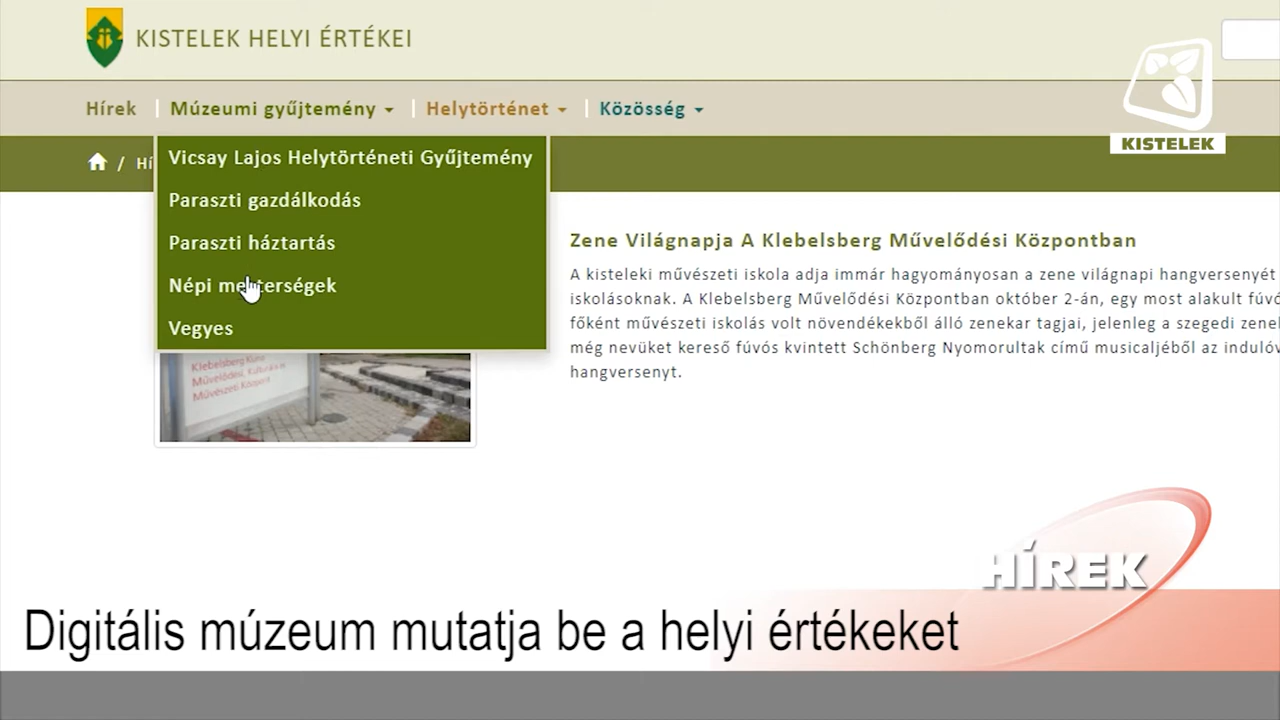 KISTELEK HELYI ÉRTÉKEI
Hírek
Múzeumi gyűjtemény
Helytörténet
Közösség
KISTELEK
/ Hí
Vicsay Lajos Helytörténeti Gyűjtemény
Paraszti gazdálkodás
Paraszti háztartás
Népi mesterségek
Vegyes
Zene Világnapja A Klebelsberg Művelődési Központban
A kisteleki művészeti iskola adja immár hagyományosan a zene világnapi hangversenyét
iskolásoknak. A Klebelsberg Művelődési Központban október 2-án, egy most alakult fúvó
főként művészeti iskolás volt növendékekből álló zenekar tagjai, jelenleg a szegedi zenel
még nevüket kereső fúvós kvintett Schönberg Nyomorultak című musicaljéből az indulóv
hangversenyt.
Klebelsberg Kuno
Művelődési, Kulturális és
Művészeti Központ
HÍREK
Digitális múzeum mutatja be a helyi értékeket